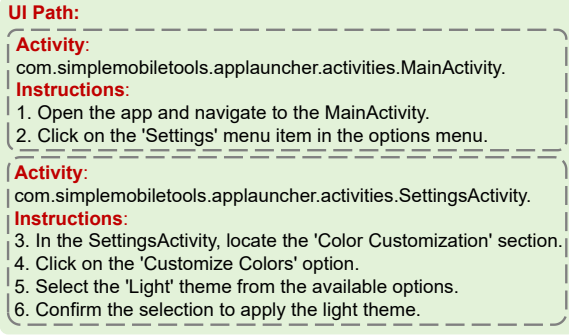 UI Path:
Activity:
com.simplemobiletools.applauncher.activities.MainActivity.
Instructions:
1. Open the app and navigate to the MainActivity.
2. Click on the 'Settings' menu item in the options menu.
Activity:
com.simplemobiletools.applauncher.activities.SettingsActivity.
Instructions:
3. In the SettingsActivity, locate the 'Color Customization' section.
4. Click on the 'Customize Colors' option.
5. Select the 'Light' theme from the available options.
6. Confirm the selection to apply the light theme.